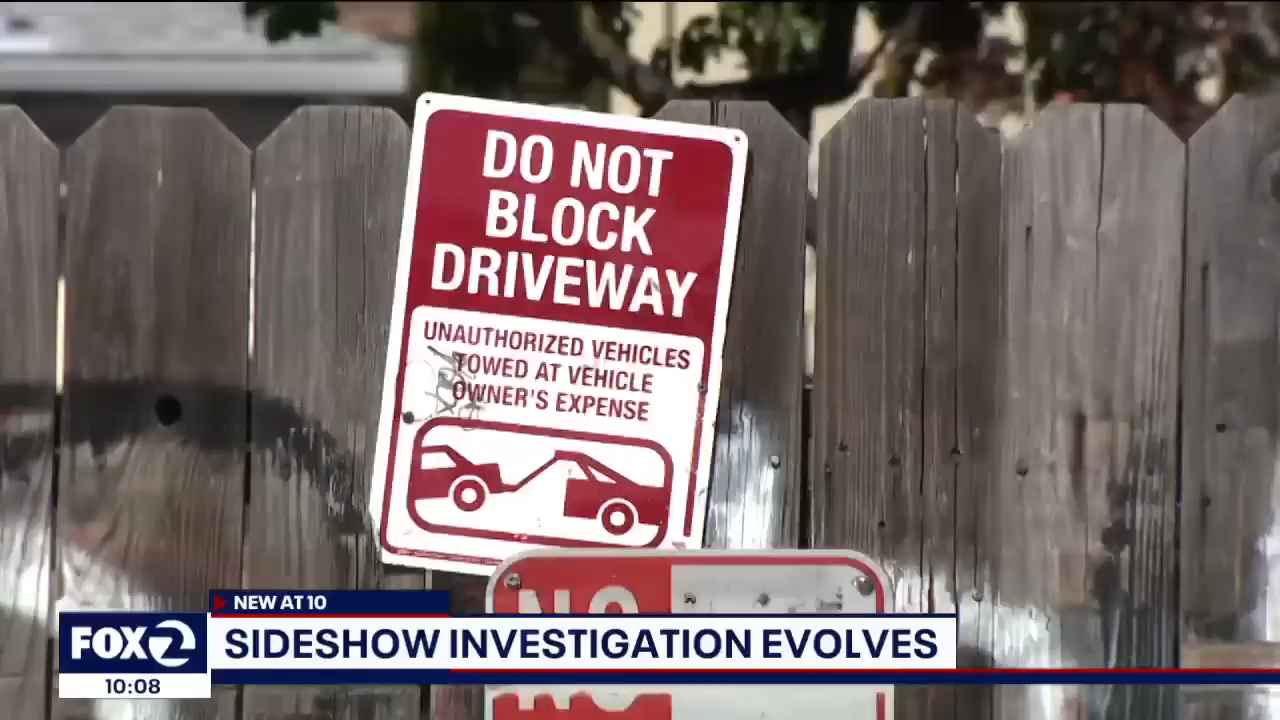 DO NOT
BLOCK
DRIVEWAY
UNAUTHORIZED VEHICLES
TOWED AT VEHICLE
OWNER'S EXPENSE
NO
NEW AT 10
FOX 2
SIDESHOW INVESTIGATION EVOLVES
10:08